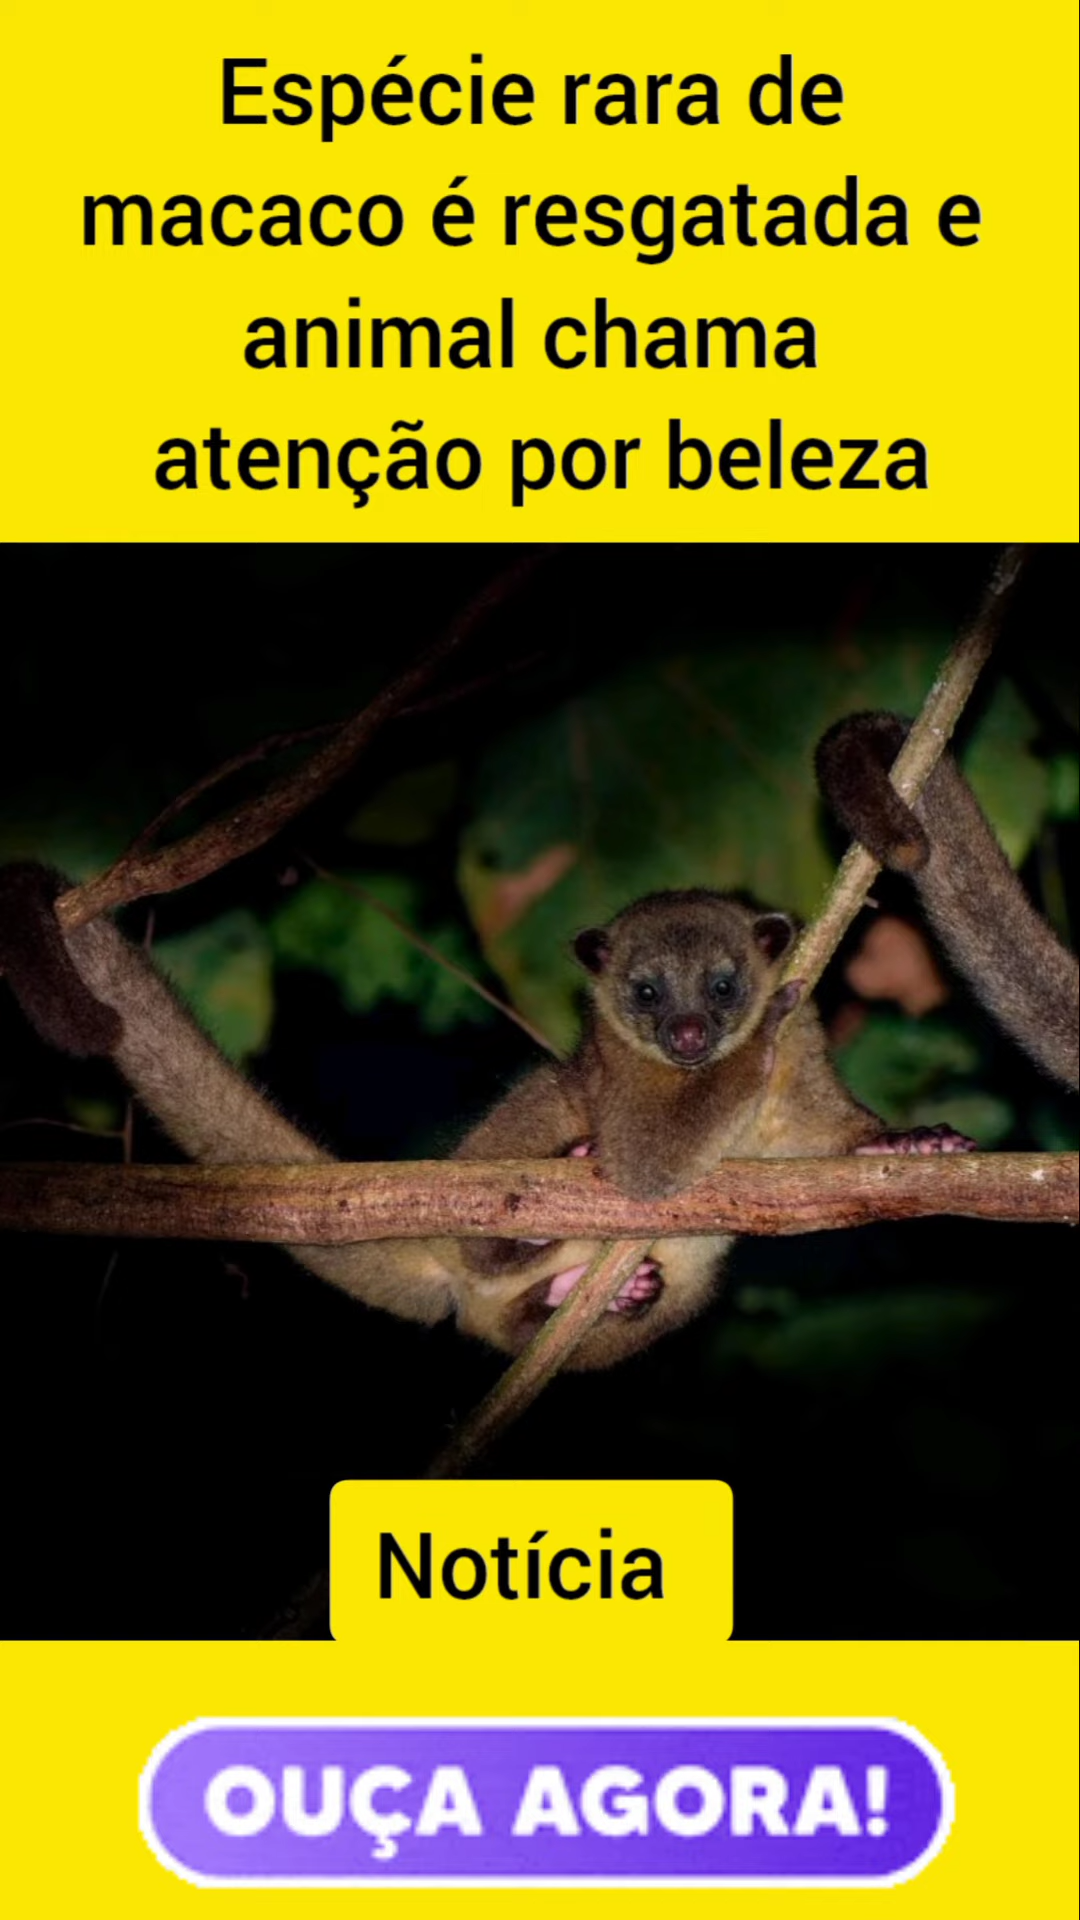 Espécie rara de
macaco é resgatada e
animal chama
atenção por beleza
Notícia
OUÇA AGORA!